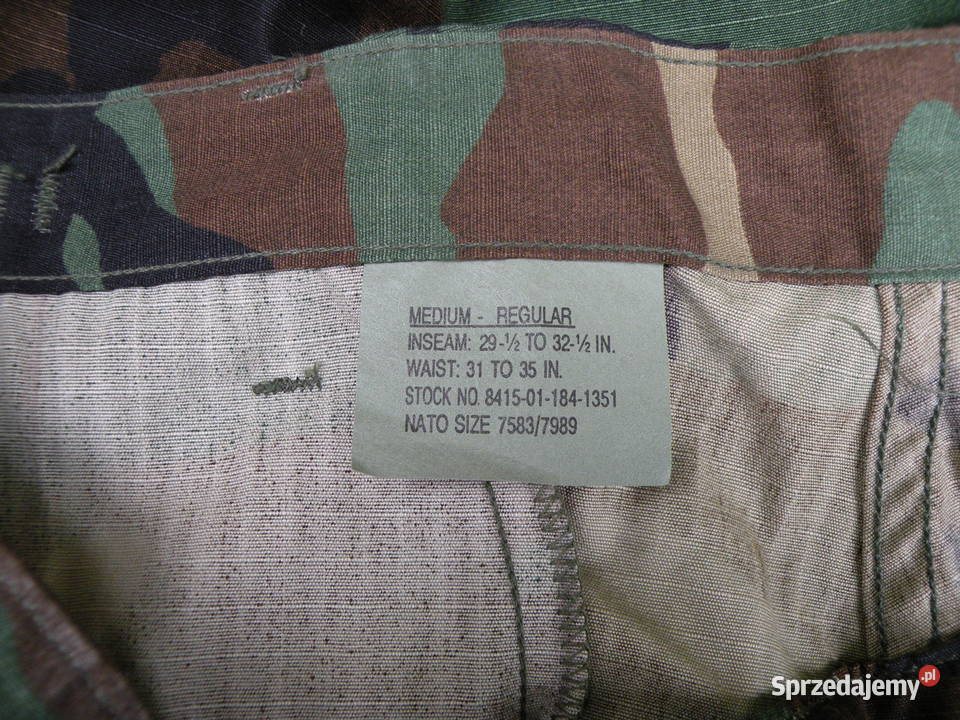 MEDIUM - REGULAR
INSEAM: 29-½ TO 32-½ IN.
WAIST: 31 TO 35 IN.
STOCK NO. 8415-01-184-1351
NATO SIZE 7583/7989
Sprzedajemy.pl